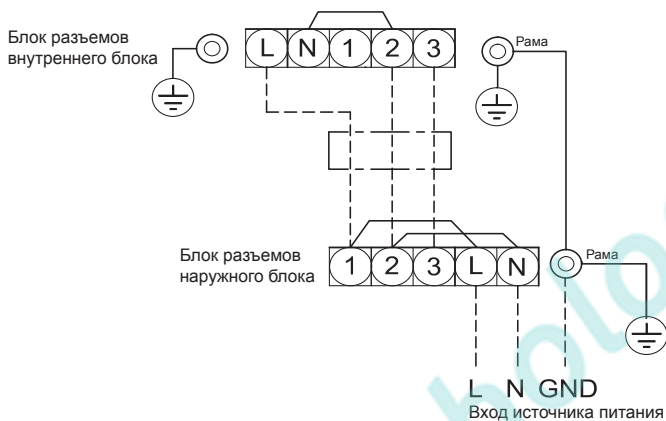 Блок разъемов
внутреннего блока
L N 1 2 3
Рама
Блок разъемов
наружного блока
1 2 3 L N
Рама
L N GND
Вход источника питания